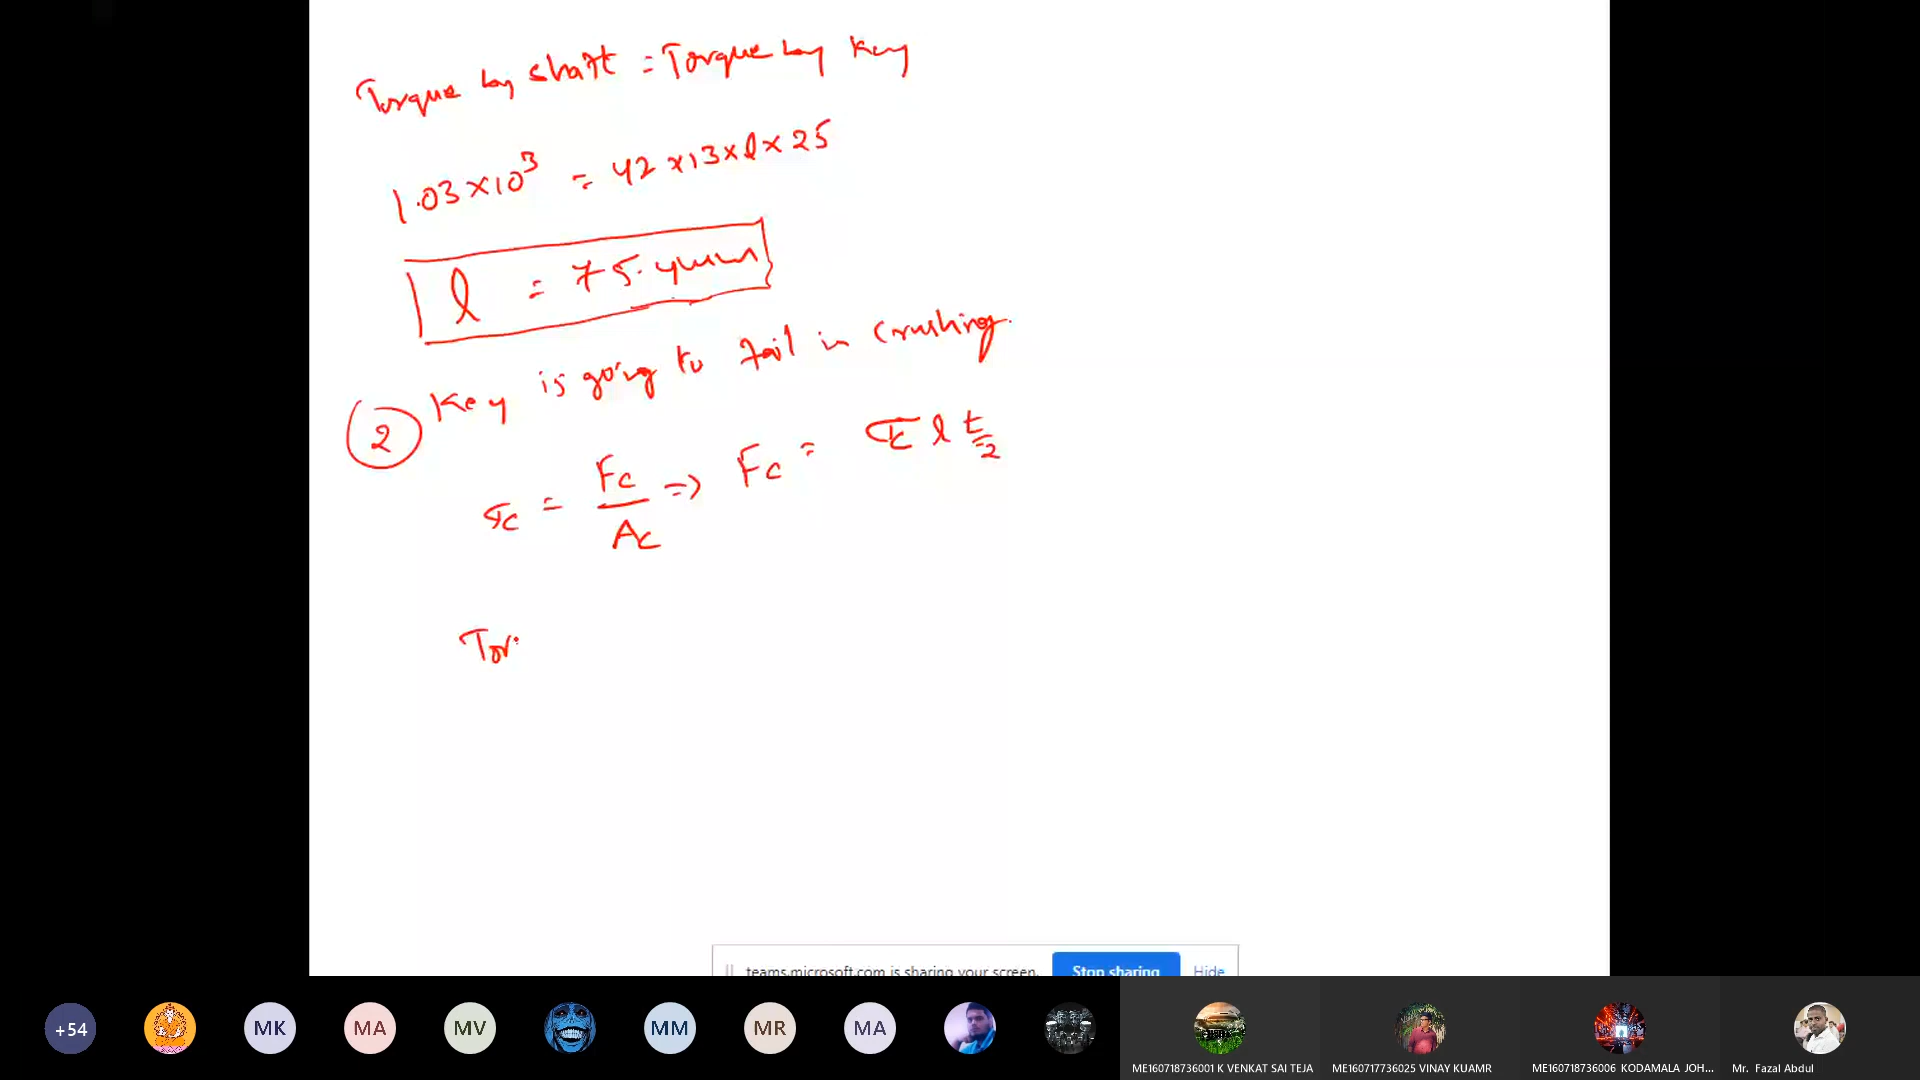 Torque by shaft = Torque by key
1.03×10³ = 42×13×l×25
l = 75.4mm
2 Key is going to fail in crushing.
σc = Fc/Ac => Fc = σc l t/2
Tor
teams.microsoft.com is sharing your screen. Stop sharing Hide
+54 MK MA MV MM MR MA
ME160718736001 K VENKAT SAI TEJA ME160717736025 VINAY KUAMR ME160718736006 KODAMALA JOH... Mr. Fazal Abdul